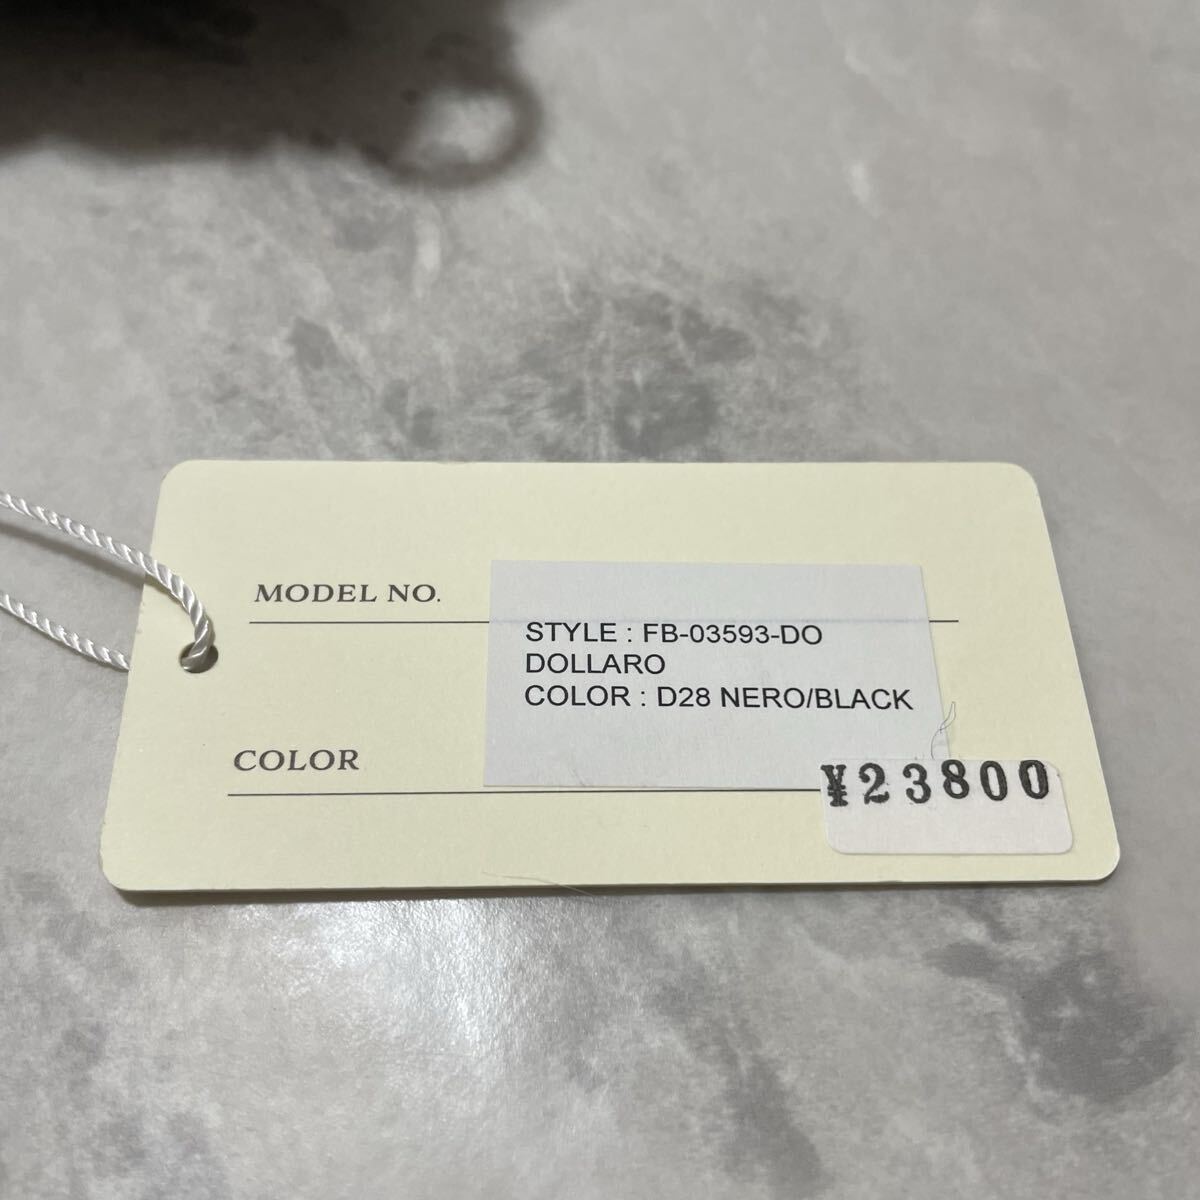 MODEL NO.
STYLE : FB-03593-DO
DOLLARO
COLOR : D28 NERO/BLACK
COLOR
¥23800